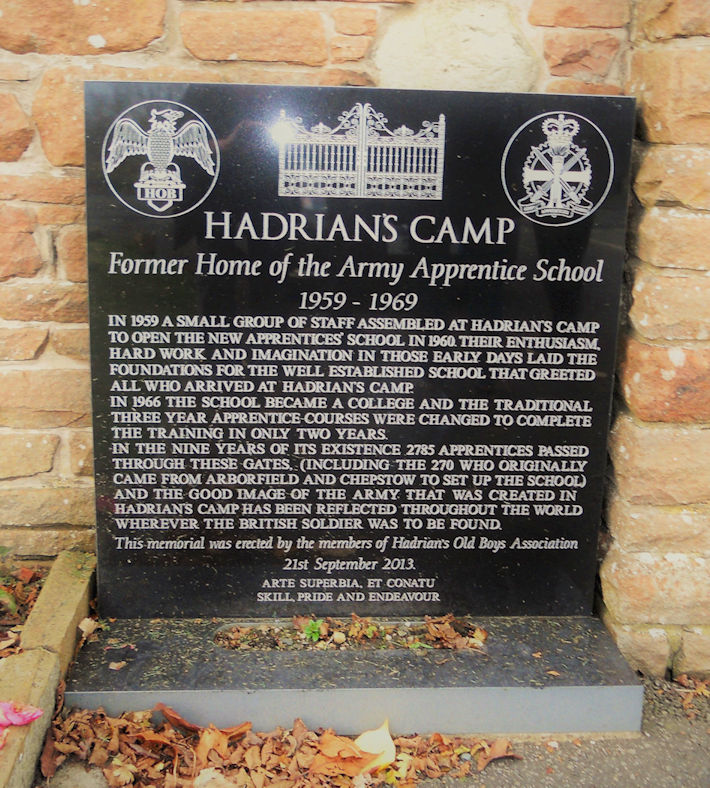 HOB
HADRIAN'S CAMP
Former Home of the Army Apprentice School
1959 - 1969
IN 1959 A SMALL GROUP OF STAFF ASSEMBLED AT HADRIAN'S CAMP
TO OPEN THE NEW APPRENTICES' SCHOOL IN 1960. THEIR ENTHUSIASM,
HARD WORK AND IMAGINATION IN THOSE EARLY DAYS LAID THE
FOUNDATIONS FOR THE WELL ESTABLISHED SCHOOL THAT GREETED
ALL WHO ARRIVED AT HADRIAN'S CAMP.
IN 1966 THE SCHOOL BECAME A COLLEGE AND THE TRADITIONAL
THREE YEAR APPRENTICE-COURSES WERE CHANGED TO COMPLETE
THE TRAINING IN ONLY TWO YEARS.
IN THE NINE YEARS OF ITS EXISTENCE 2785 APPRENTICES PASSED
THROUGH THESE GATES, (INCLUDING THE 270 WHO ORIGINALLY
CAME FROM ARBORFIELD AND CHEPSTOW TO SET UP THE SCHOOL)
AND THE GOOD IMAGE OF THE ARMY THAT WAS CREATED IN
HADRIAN'S CAMP HAS BEEN REFLECTED THROUGHOUT THE WORLD
WHEREVER THE BRITISH SOLDIER WAS TO BE FOUND.
This memorial was erected by the members of Hadrian's Old Boys Association
21st September 2013.
ARTE SUPERBIA, ET CONATU
SKILL, PRIDE AND ENDEAVOUR